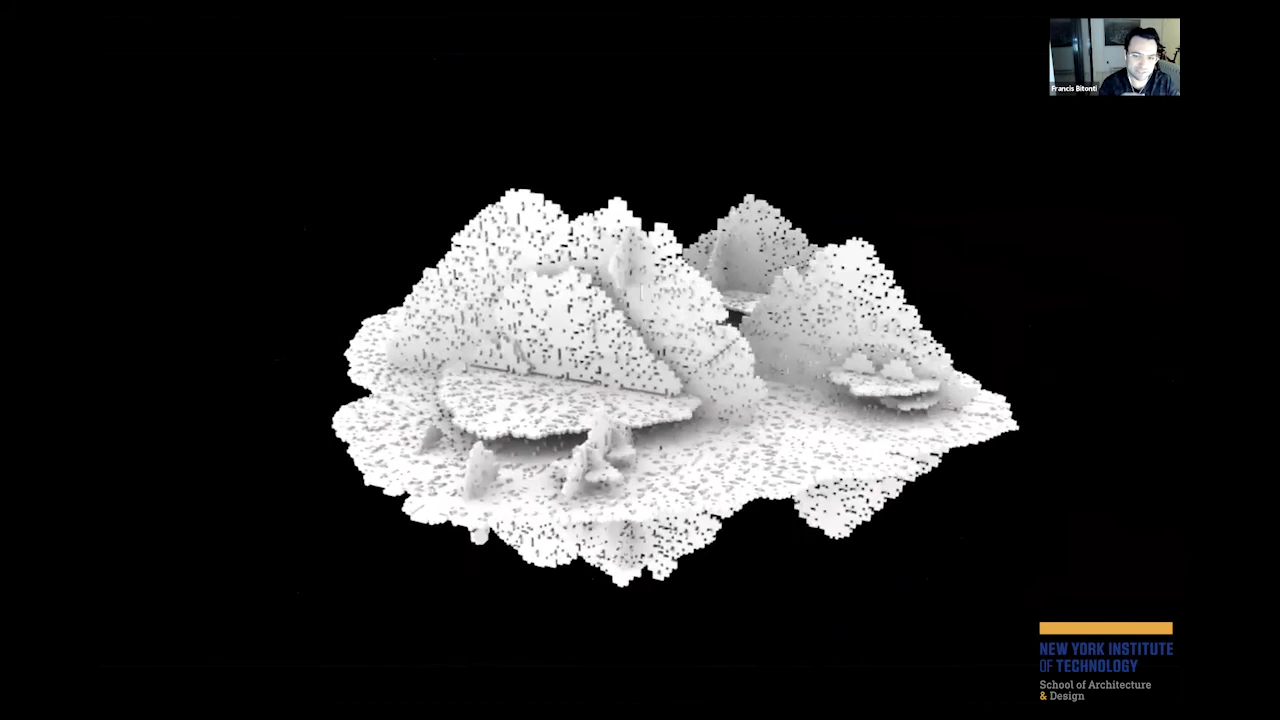 Francis Bitonti
NEW YORK INSTITUTE
OF TECHNOLOGY
School of Architecture
& Design